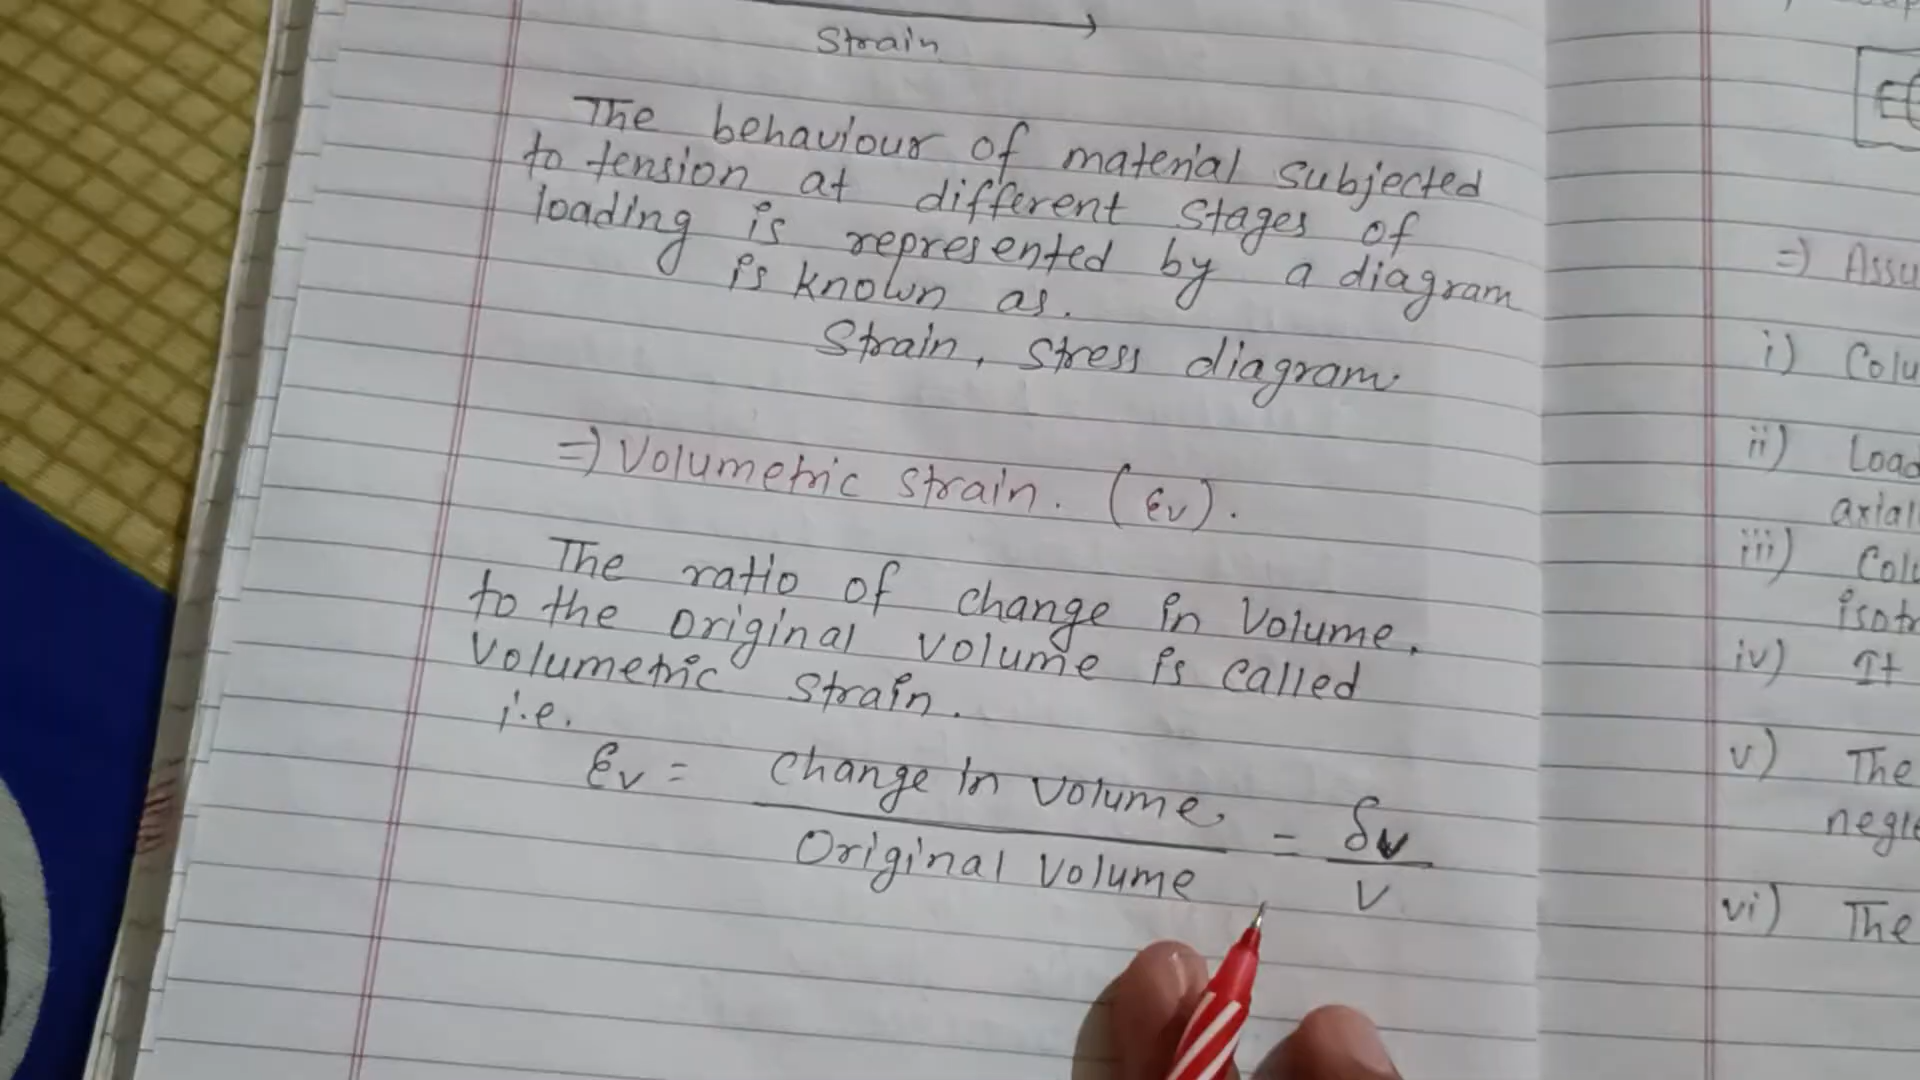 Strain
The behaviour of material subjected
to tension at different stages of
loading is represented by a diagram
is known as.
Strain, stress diagram.
=) Volumetric strain. (εv).
The ratio of change in Volume.
to the original volume is called
Volumetric strain.
i.e.
εv = Change in volume = δv
Original Volume V
=) Assu
i) Colu
ii) Load
axial
iii) Colu
isotr
iv) It
v) The
negle
vi) The